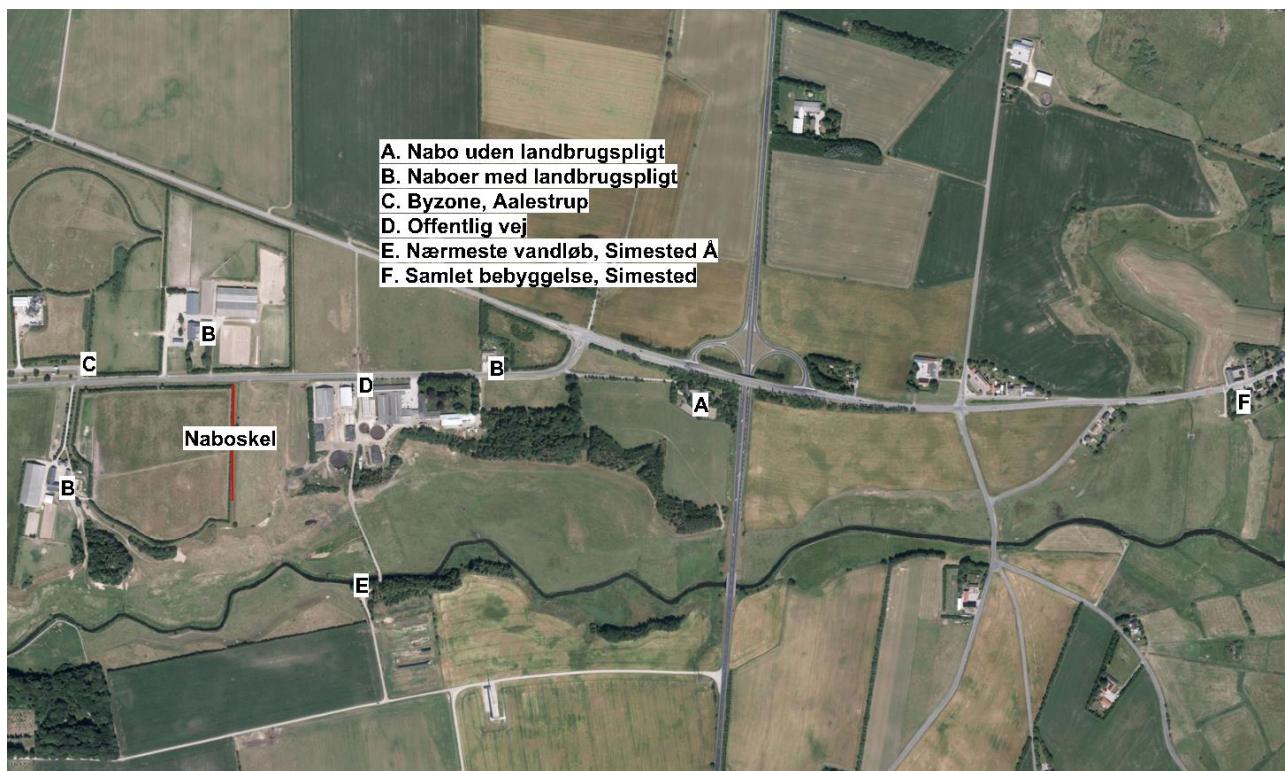 A. Nabo uden landbrugspligt
B. Naboer med landbrugspligt
C. Byzone, Aalestrup
D. Offentlig vej
E. Nærmeste vandløb, Simested Å
F. Samlet bebyggelse, Simested
B
C
B
D
A
F
Naboskel
B
E